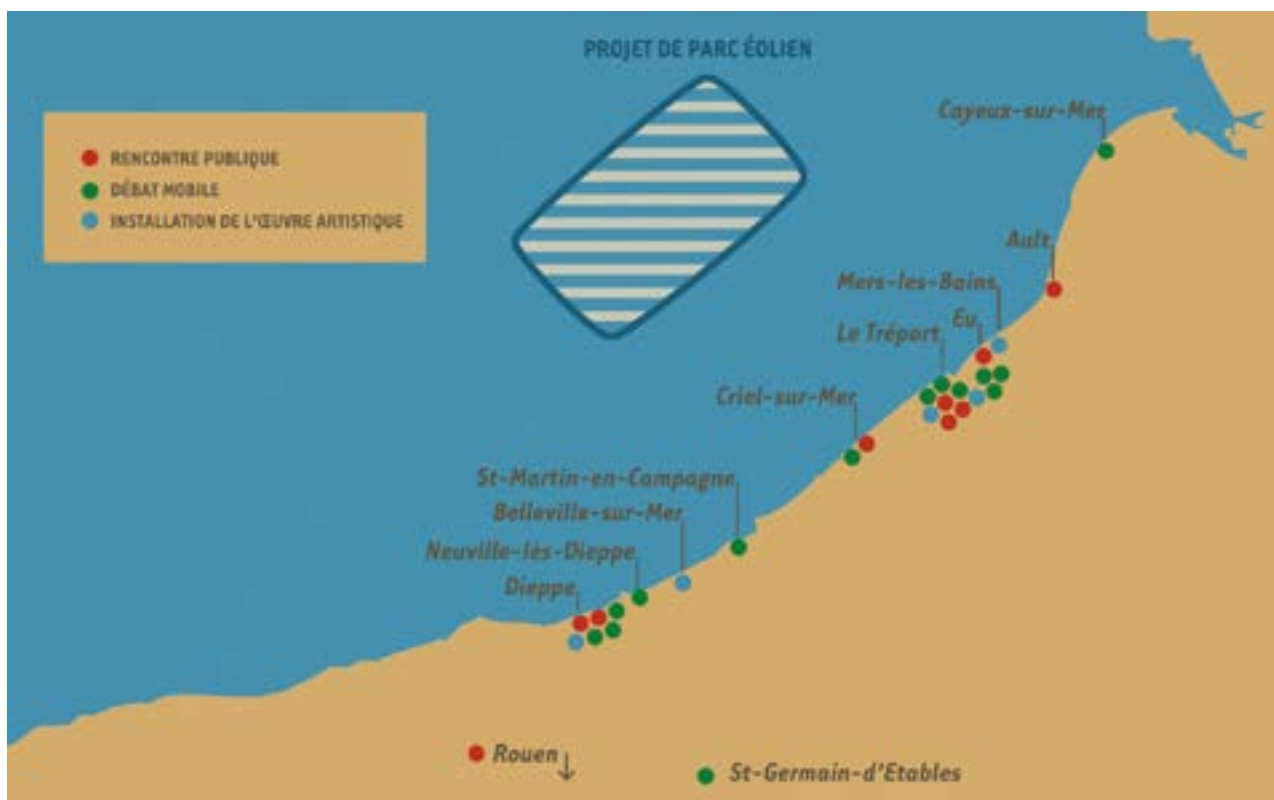 PROJET DE PARC ÉOLIEN
RENCONTRE PUBLIQUE
DÉBAT MOBILE
INSTALLATION DE L'ŒUVRE ARTISTIQUE
Cayeux-sur-Mer
Ault
Mers-les-Bains
Eu
Le Tréport
Criel-sur-Mer
St-Martin-en-Campagne
Belleville-sur-Mer
Neuville-lès-Dieppe
Dieppe
Rouen
St-Germain-d'Etables